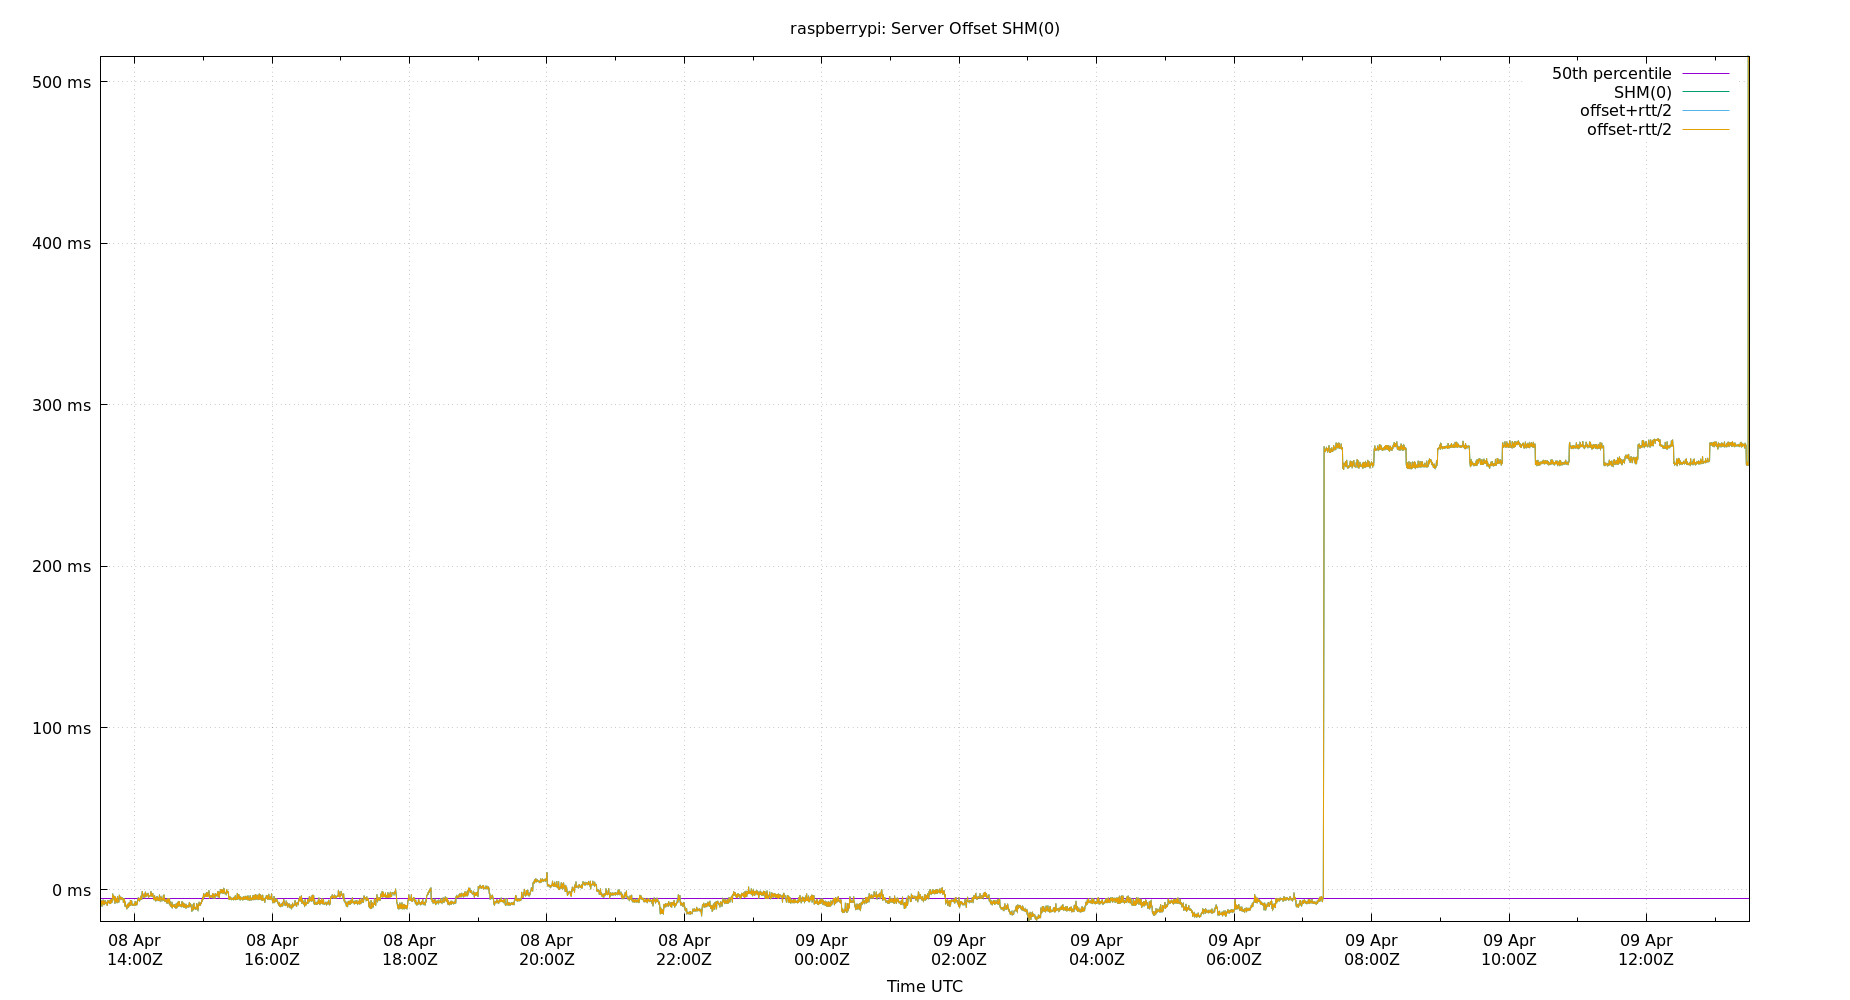 raspberrypi: Server Offset SHM(0)
500 ms
400 ms
300 ms
200 ms
100 ms
0 ms
50th percentile
SHM(0)
offset+rtt/2
offset-rtt/2
08 Apr 08 Apr 08 Apr 08 Apr 08 Apr 09 Apr 09 Apr 09 Apr 09 Apr 09 Apr 09 Apr 09 Apr
14:00Z 16:00Z 18:00Z 20:00Z 22:00Z 00:00Z 02:00Z 04:00Z 06:00Z 08:00Z 10:00Z 12:00Z
Time UTC